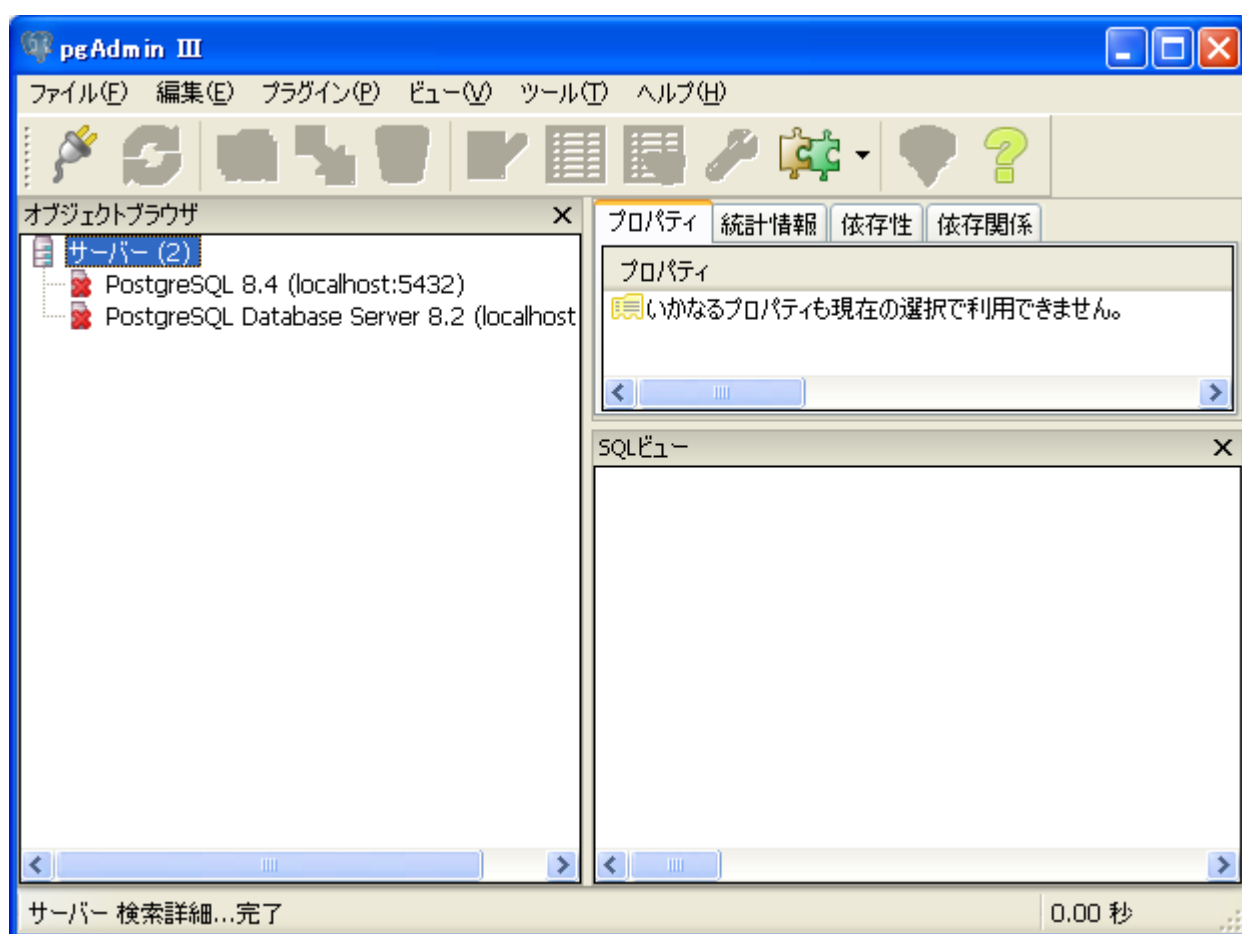 pgAdmin III
ファイル(F) 編集(E) プラグイン(P) ビュー(V) ツール(T) ヘルプ(H)
オブジェクトブラウザ
サーバー (2)
PostgreSQL 8.4 (localhost:5432)
PostgreSQL Database Server 8.2 (localhost
プロパティ 統計情報 依存性 依存関係
プロパティ
いかなるプロパティも現在の選択で利用できません。
SQLビュー
サーバー 検索詳細...完了
0.00 秒